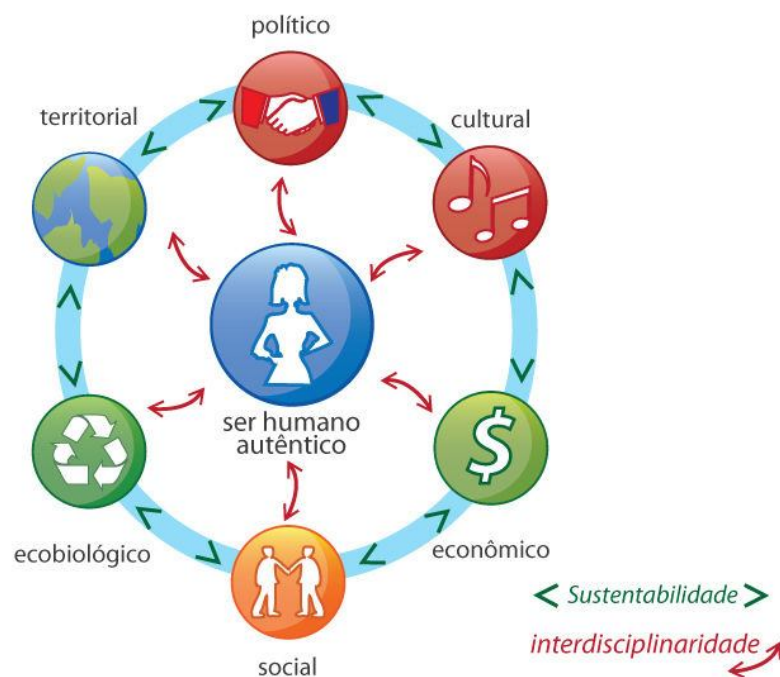 político
territorial
cultural
ser humano
autêntico
ecobiológico
$
econômico
social
< Sustentabilidade >
interdisciplinaridade